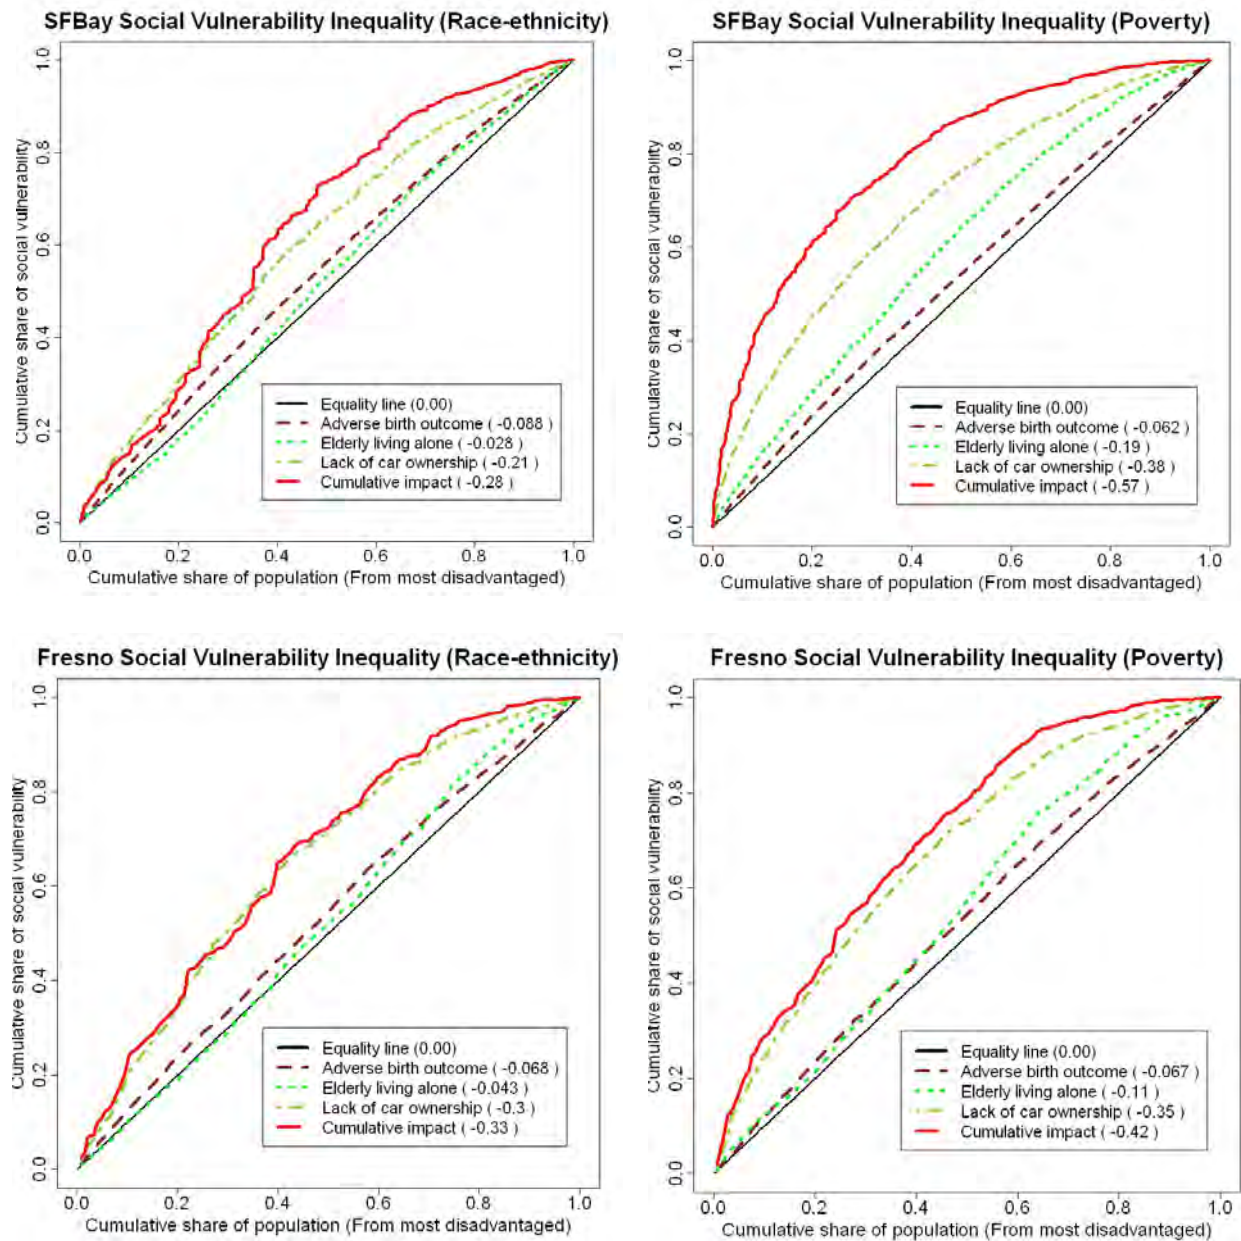 SFBay Social Vulnerability Inequality (Race-ethnicity)
Cumulative share of social vulnerability
1.0
0.8
0.6
0.4
0.2
0.0
Equality line (0.00)
Adverse birth outcome ( -0.088 )
Elderly living alone ( -0.028 )
Lack of car ownership ( -0.21 )
Cumulative impact ( -0.28 )
0.0 0.2 0.4 0.6 0.8 1.0
Cumulative share of population (From most disadvantaged)
SFBay Social Vulnerability Inequality (Poverty)
Cumulative share of social vulnerability
1.0
0.8
0.6
0.4
0.2
0.0
Equality line (0.00)
Adverse birth outcome ( -0.062 )
Elderly living alone ( -0.19 )
Lack of car ownership ( -0.38 )
Cumulative impact ( -0.57 )
0.0 0.2 0.4 0.6 0.8 1.0
Cumulative share of population (From most disadvantaged)
Fresno Social Vulnerability Inequality (Race-ethnicity)
Cumulative share of social vulnerability
1.0
0.8
0.6
0.4
0.2
0.0
Equality line (0.00)
Adverse birth outcome ( -0.068 )
Elderly living alone ( -0.043 )
Lack of car ownership ( -0.3 )
Cumulative impact ( -0.33 )
0.0 0.2 0.4 0.6 0.8 1.0
Cumulative share of population (From most disadvantaged)
Fresno Social Vulnerability Inequality (Poverty)
Cumulative share of social vulnerability
1.0
0.8
0.6
0.4
0.2
0.0
Equality line (0.00)
Adverse birth outcome ( -0.067 )
Elderly living alone ( -0.11 )
Lack of car ownership ( -0.35 )
Cumulative impact ( -0.42 )
0.0 0.2 0.4 0.6 0.8 1.0
Cumulative share of population (From most disadvantaged)